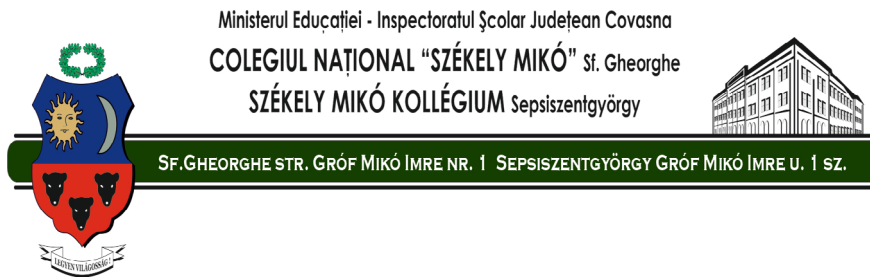 Ministerul Educației - Inspectoratul Școlar Județean Covasna
COLEGIUL NAȚIONAL “SZÉKELY MIKÓ” Sf. Gheorghe
SZÉKELY MIKÓ KOLLÉGIUM Sepsiszentgyörgy
SF.GHEORGHE STR. GRÓF MIKÓ IMRE NR. 1 SEPSISZENTGYÖRGY GRÓF MIKÓ IMRE U. 1 SZ.
LEGYEN VILÁGOSSÁG!